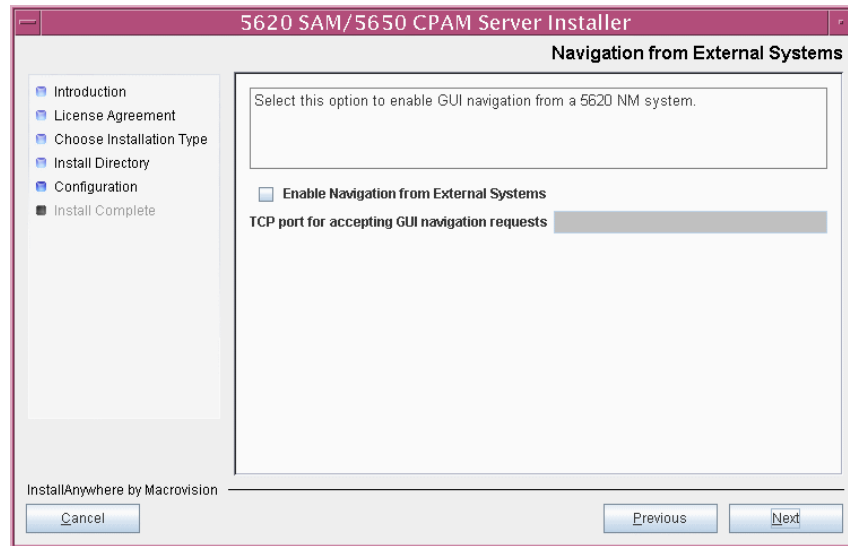 5620 SAM/5650 CPAM Server Installer
Navigation from External Systems
Introduction
License Agreement
Choose Installation Type
Install Directory
Configuration
Install Complete
Select this option to enable GUI navigation from a 5620 NM system.
Enable Navigation from External Systems
TCP port for accepting GUI navigation requests
InstallAnywhere by Macrovision
Cancel
Previous
Next